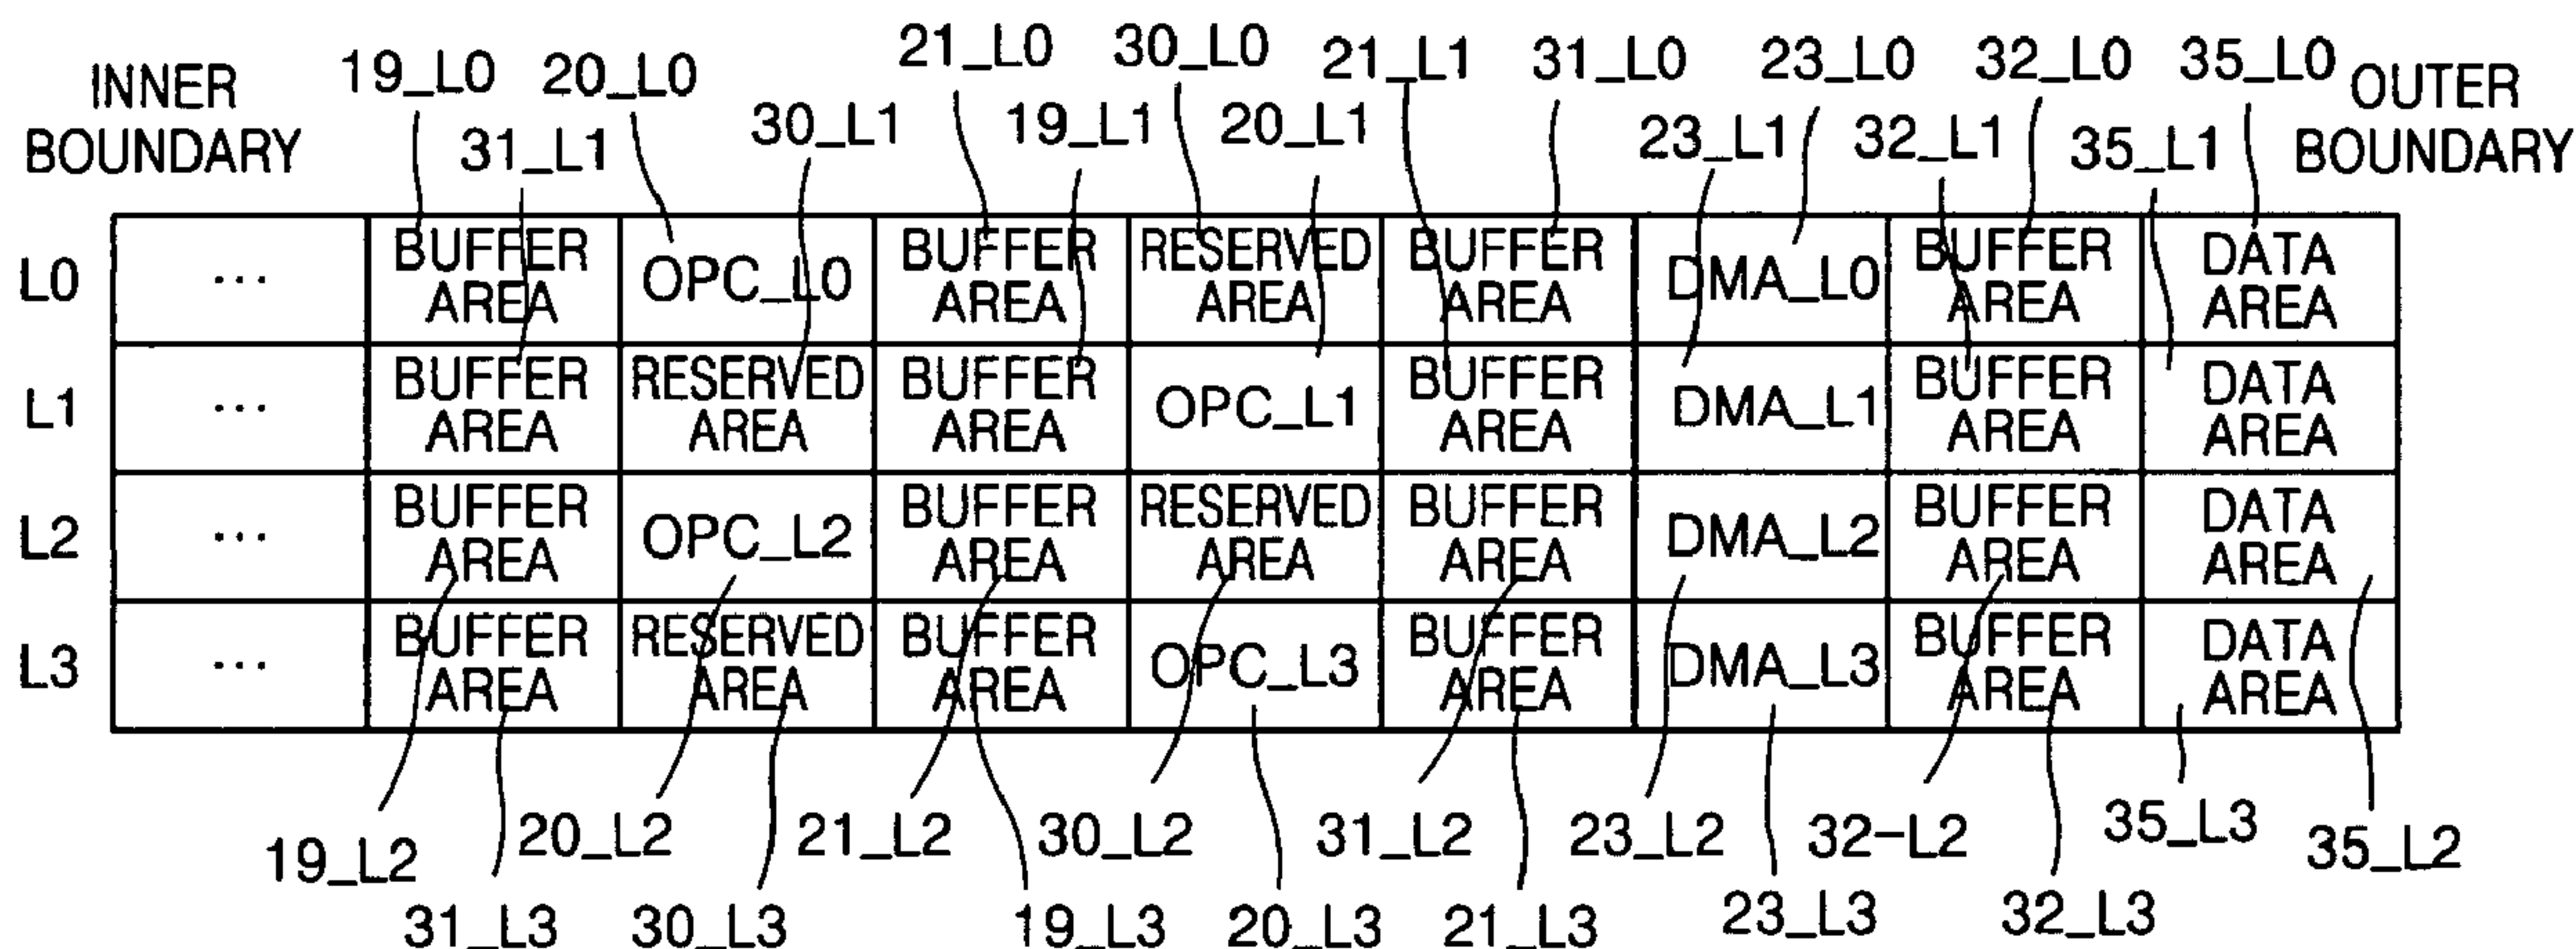 21_L0 30_L0 21_L1 31_L0 23_L0 32_L0 35_L0
INNER BOUNDARY 19_L0 20_L0 OUTER BOUNDARY
31_L1 30_L1 19_L1 20_L1 23_L1 32_L1 35_L1
L0 ... BUFFER AREA OPC_L0 BUFFER AREA RESERVED AREA BUFFER AREA DMA_L0 BUFFER AREA DATA AREA
L1 ... BUFFER AREA RESERVED AREA BUFFER AREA OPC_L1 BUFFER AREA DMA_L1 BUFFER AREA DATA AREA
L2 ... BUFFER AREA OPC_L2 BUFFER AREA RESERVED AREA BUFFER AREA DMA_L2 BUFFER AREA DATA AREA
L3 ... BUFFER AREA RESERVED AREA BUFFER AREA OPC_L3 BUFFER AREA DMA_L3 BUFFER AREA DATA AREA
19_L2 20_L2 21_L2 30_L2 31_L2 23_L2 32-L2 35_L3 35_L2
31_L3 30_L3 19_L3 20_L3 21_L3 23_L3 32_L3